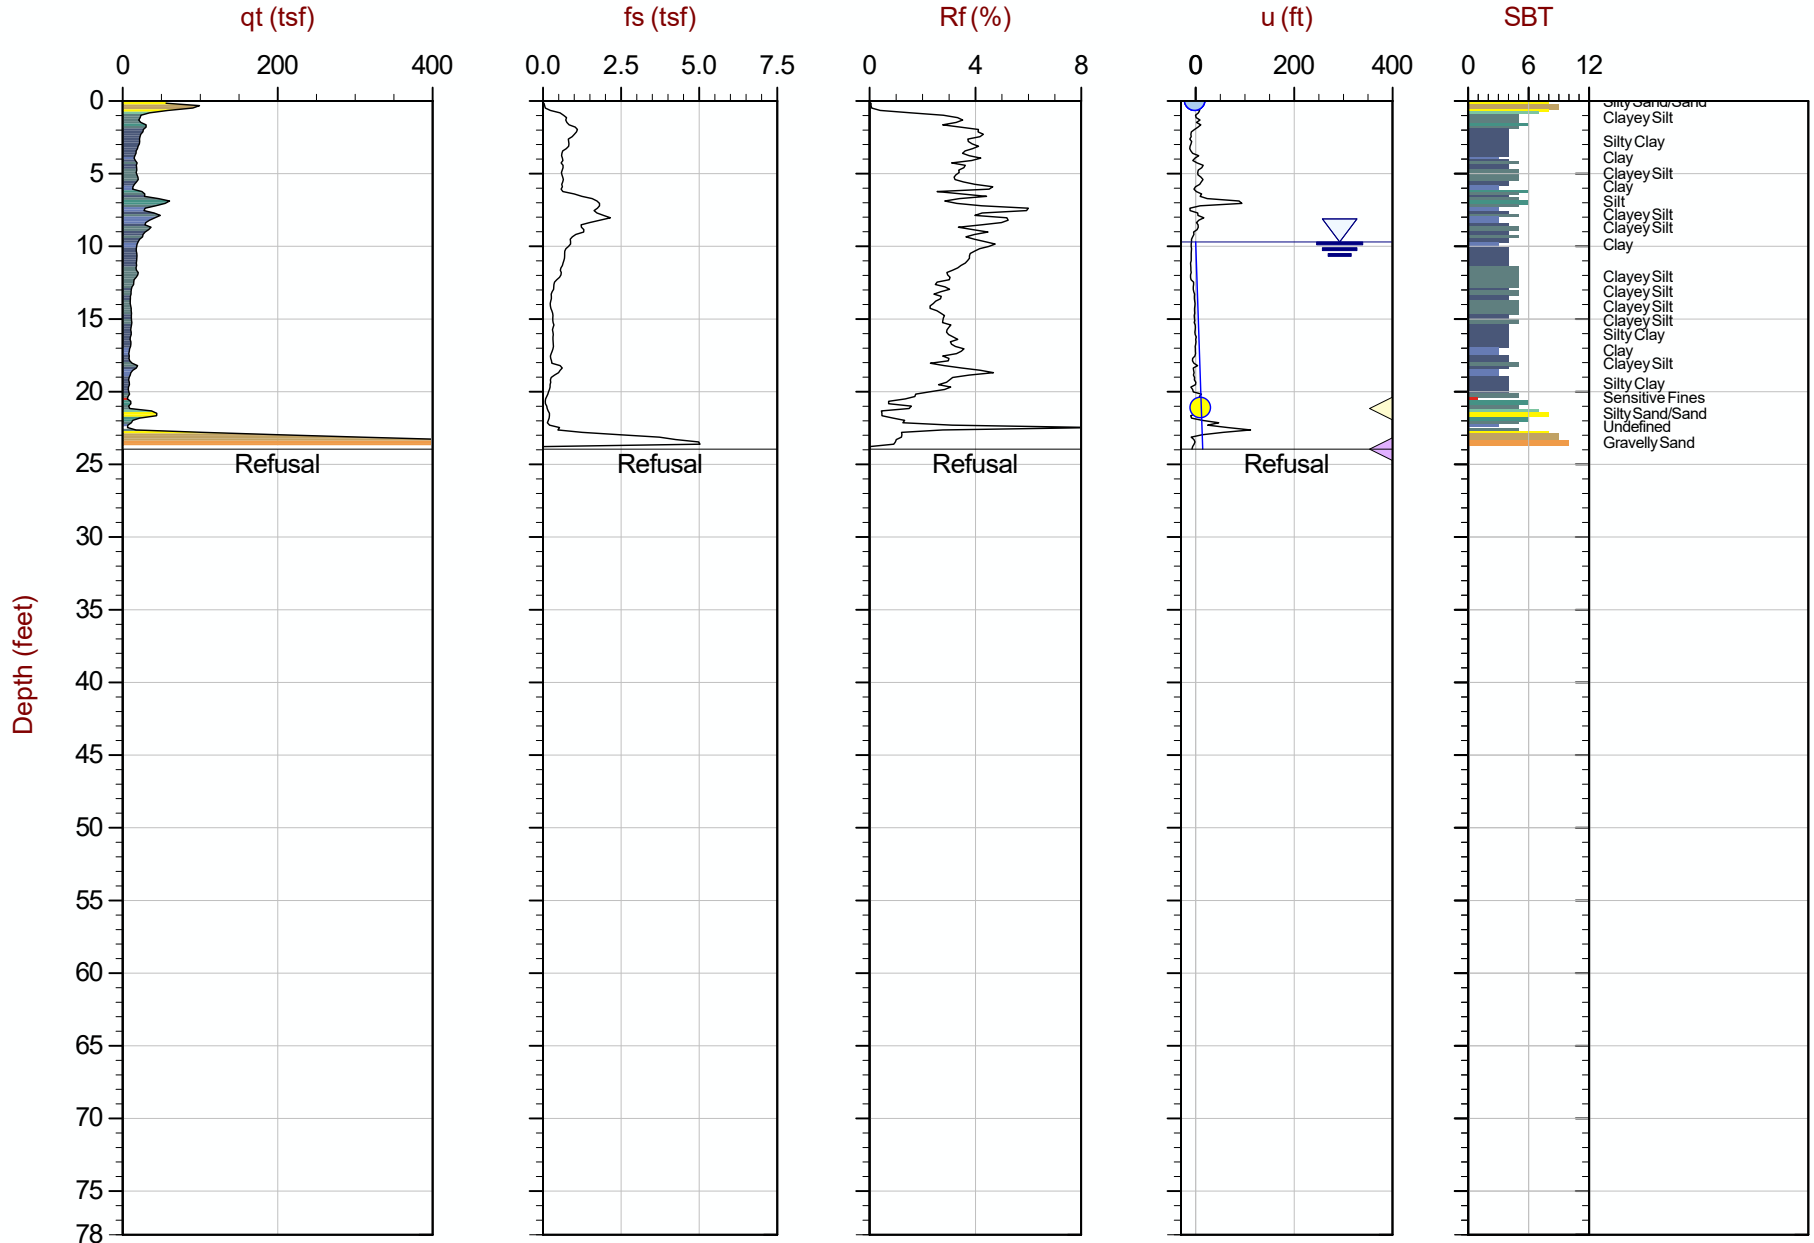 qt (tsf) fs (tsf) Rf (%) u (ft) SBT
0 200 400 0.0 2.5 5.0 7.5 0 4 8 0 200 400 0 6 12
0
Silty Sand/Sand
Clayey Silt
Silty Clay
Clay
5
Clayey Silt
Clay
Silt
Clayey Silt
Clayey Silt
10
Clay
Clayey Silt
Clayey Silt
Clayey Silt
15
Clayey Silt
Silty Clay
Clay
Clayey Silt
Silty Clay
20
Sensitive Fines
Silty Sand/Sand
Undefined
Gravelly Sand
25
Refusal Refusal Refusal Refusal
30
35
Depth (feet)
40
45
50
55
60
65
70
75
78